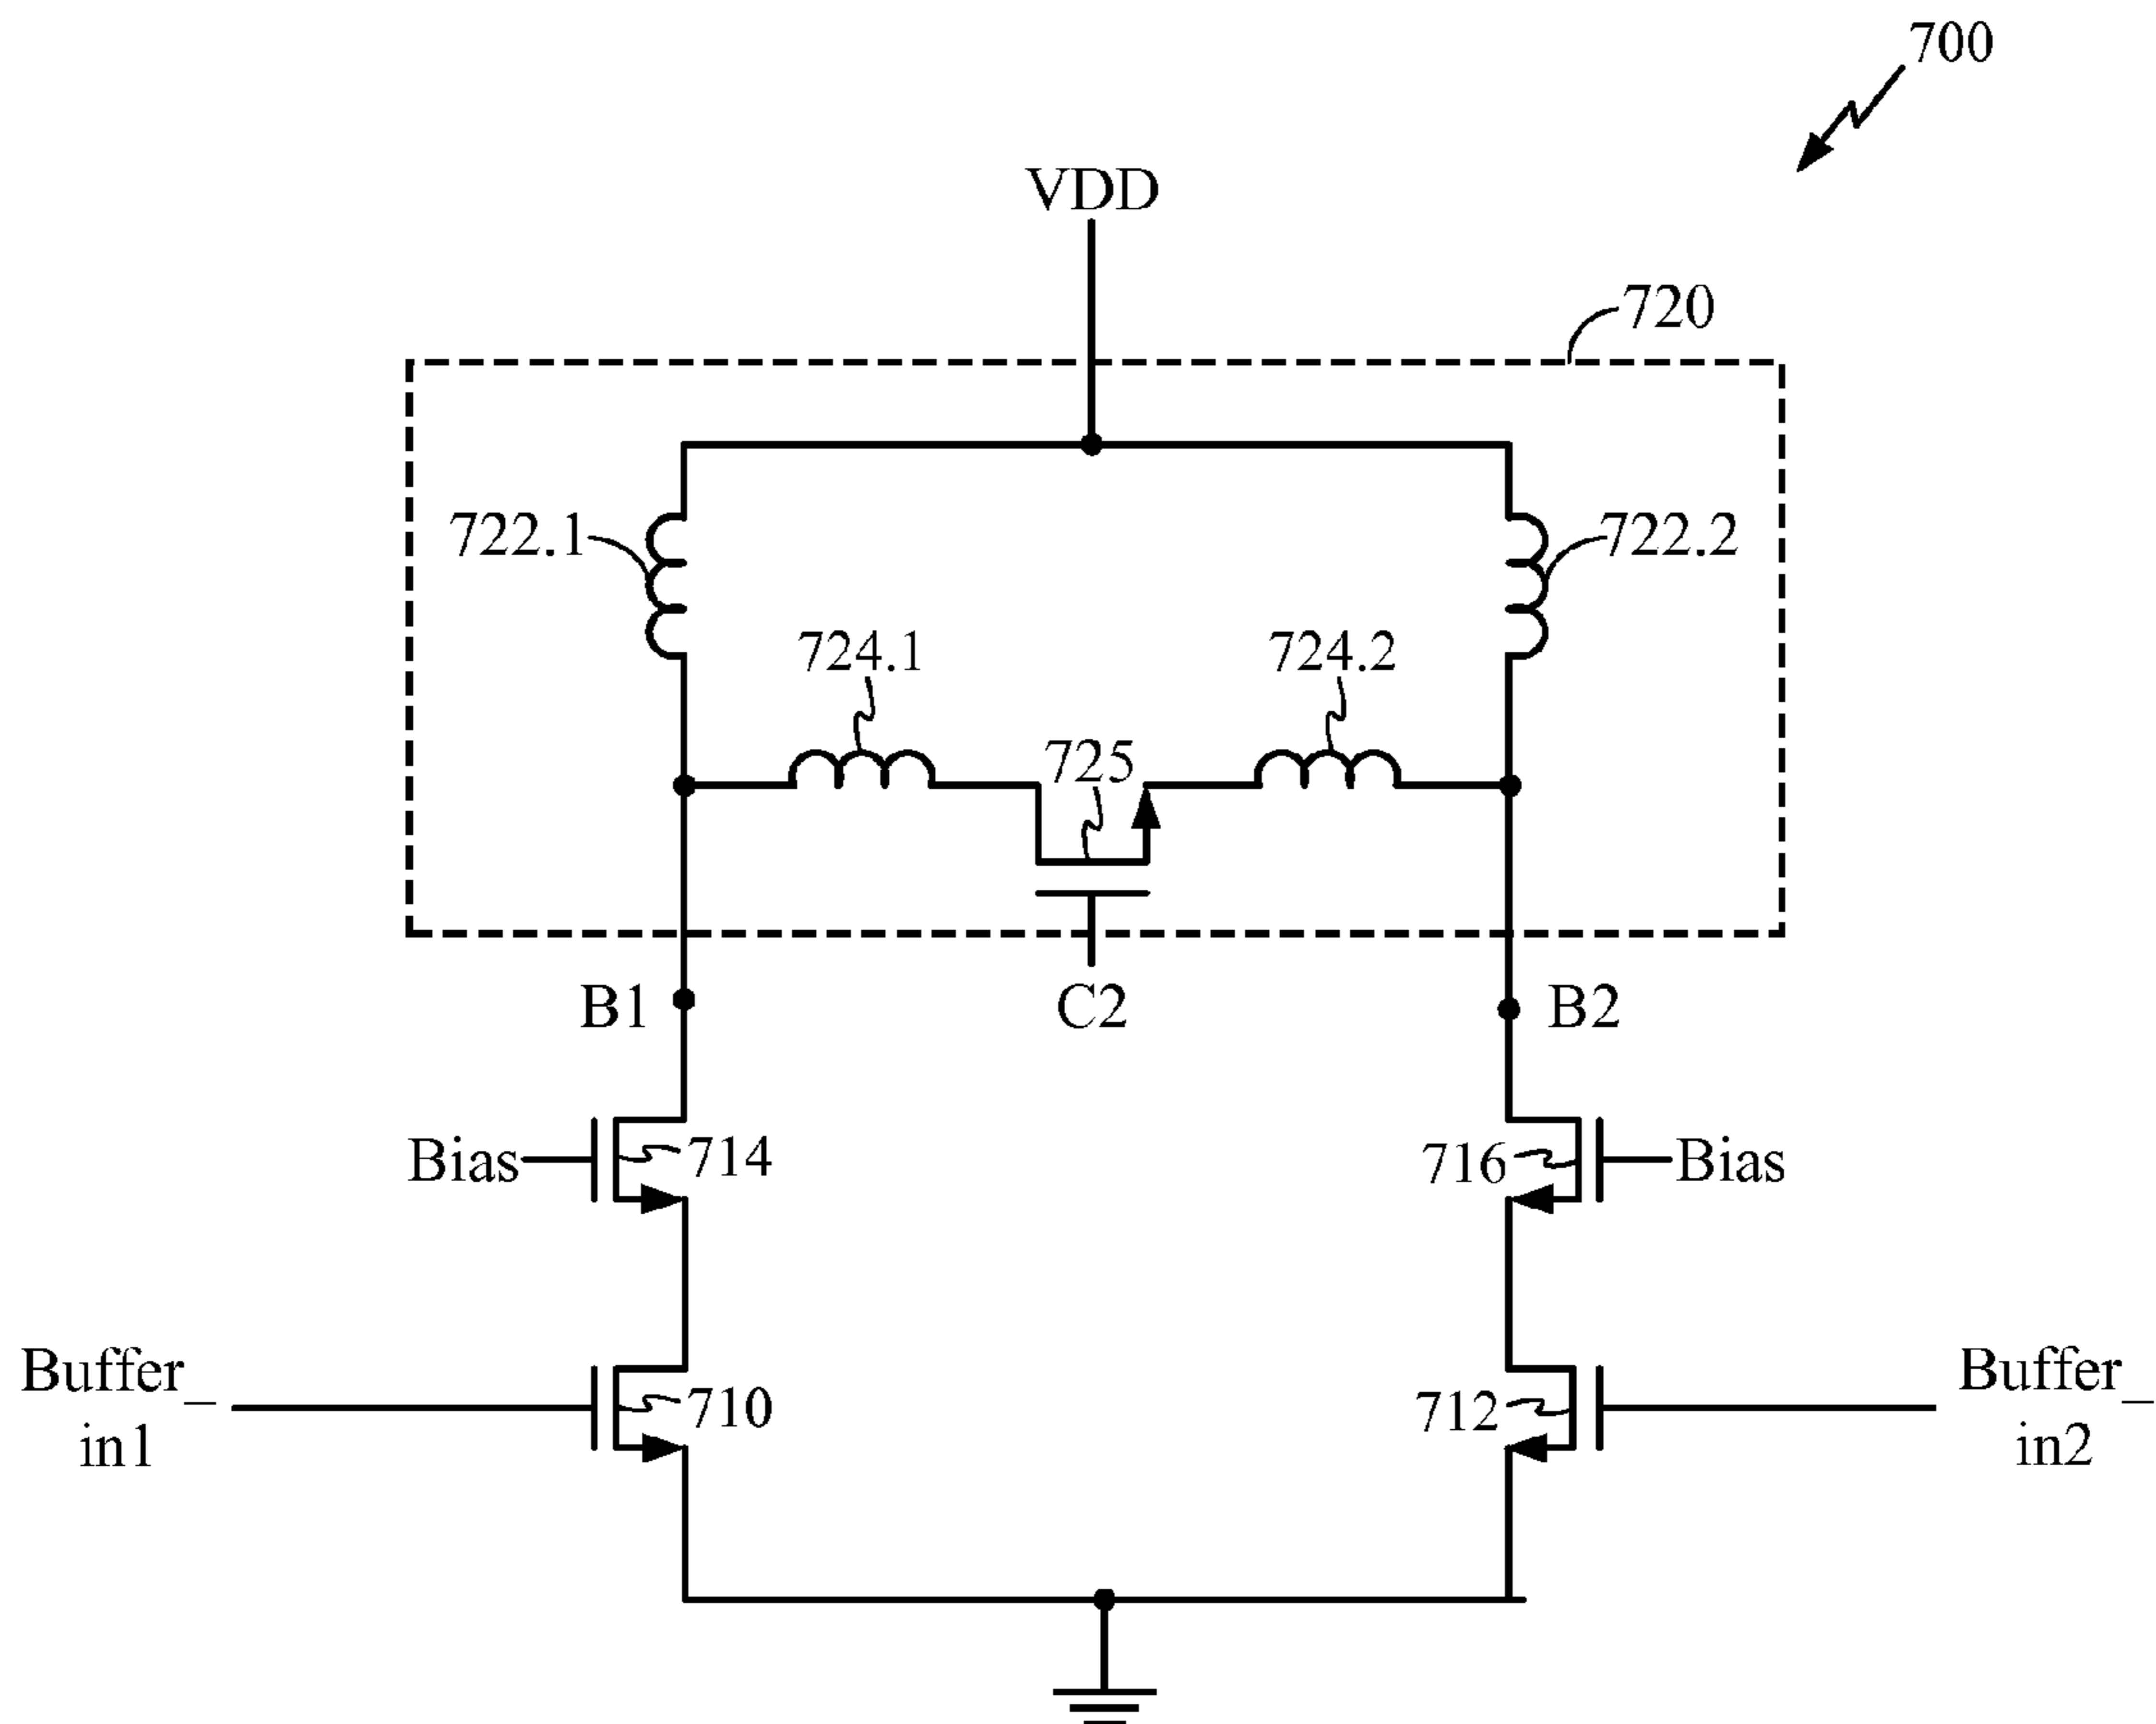 700
VDD
720
722.1
722.2
724.1
724.2
725
B1
C2
B2
Bias
714
716
Bias
Buffer_
in1
710
712
Buffer_
in2